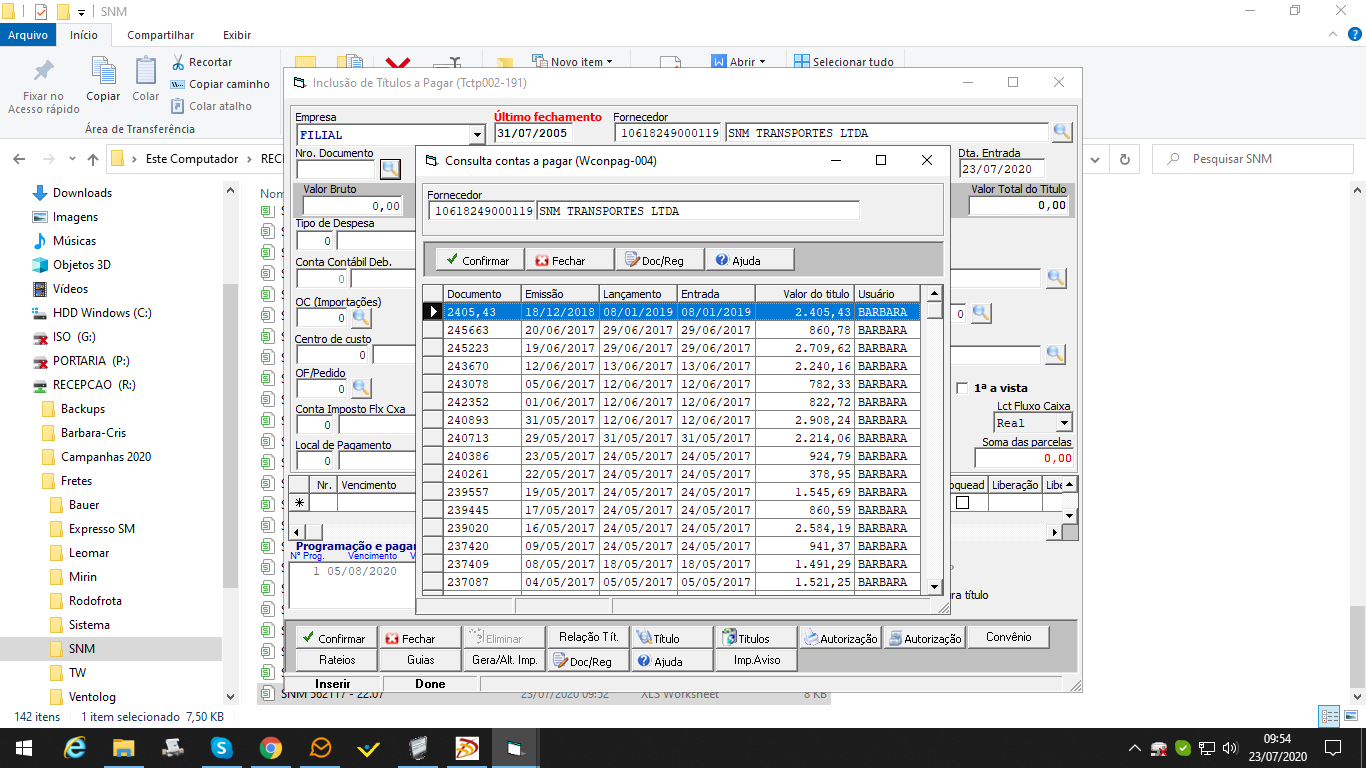 SNM
Arquivo Início Compartilhar Exibir
Fixar no Acesso rápido
Copiar
Colar
Recortar
Copiar caminho
Colar atalho
Área de Transferência
Novo item
Abrir
Selecionar tudo
Este Computador
Pesquisar SNM
Downloads
Imagens
Músicas
Objetos 3D
Vídeos
HDD Windows (C:)
ISO (G:)
PORTARIA (P:)
RECEPCAO (R:)
Backups
Barbara-Cris
Campanhas 2020
Fretes
Bauer
Expresso SM
Leomar
Mirin
Rodofrota
Sistema
SNM
TW
Ventolog
SNM 562117 - 22.07 23/07/2020 09:52 XLS Worksheet 8 KB
142 itens 1 item selecionado 7,50 KB
Inclusão de Títulos a Pagar (Tctp002-191)
Empresa
FILIAL
Último fechamento
31/07/2005
Fornecedor
10618249000119 SNM TRANSPORTES LTDA
Nro. Documento
Dta. Entrada
23/07/2020
Valor Bruto
0,00
Valor Total do Titulo
0,00
Tipo de Despesa
0
Conta Contábil Deb.
0
OC (Importações)
0
0
Centro de custo
0
OF/Pedido
0
1ª a vista
Conta Imposto Flx Cxa
0
Lct Fluxo Caixa
Real
Local de Pagamento
0
Soma das parcelas
0,00
Nr. Vencimento
Liberação
Programação e pagar
Nº Prog. Vencimento
1 05/08/2020
Confirmar Fechar Eliminar Relação Tít. Título Titulos Autorização Autorização Convênio
Rateios Guias Gera/Alt. Imp. Doc/Reg Ajuda Imp.Aviso
Inserir Done
Consulta contas a pagar (Wconpag-004)
Fornecedor
10618249000119 SNM TRANSPORTES LTDA
Confirmar Fechar Doc/Reg Ajuda
Documento Emissão Lançamento Entrada Valor do titulo Usuário
2405,43 18/12/2018 08/01/2019 08/01/2019 2.405,43 BARBARA
245663 20/06/2017 29/06/2017 29/06/2017 860,78 BARBARA
245223 19/06/2017 29/06/2017 29/06/2017 2.709,62 BARBARA
243670 12/06/2017 13/06/2017 13/06/2017 2.240,16 BARBARA
243078 05/06/2017 12/06/2017 12/06/2017 782,33 BARBARA
242352 01/06/2017 12/06/2017 12/06/2017 822,72 BARBARA
240893 31/05/2017 12/06/2017 12/06/2017 2.908,24 BARBARA
240713 29/05/2017 31/05/2017 31/05/2017 2.214,06 BARBARA
240386 23/05/2017 24/05/2017 24/05/2017 924,79 BARBARA
240261 22/05/2017 24/05/2017 24/05/2017 378,95 BARBARA
239557 19/05/2017 24/05/2017 24/05/2017 1.545,69 BARBARA
239445 17/05/2017 24/05/2017 24/05/2017 860,59 BARBARA
239020 16/05/2017 24/05/2017 24/05/2017 2.584,19 BARBARA
237420 09/05/2017 24/05/2017 24/05/2017 941,37 BARBARA
237409 08/05/2017 18/05/2017 18/05/2017 1.491,29 BARBARA
237087 04/05/2017 05/05/2017 05/05/2017 1.521,25 BARBARA
09:54
23/07/2020